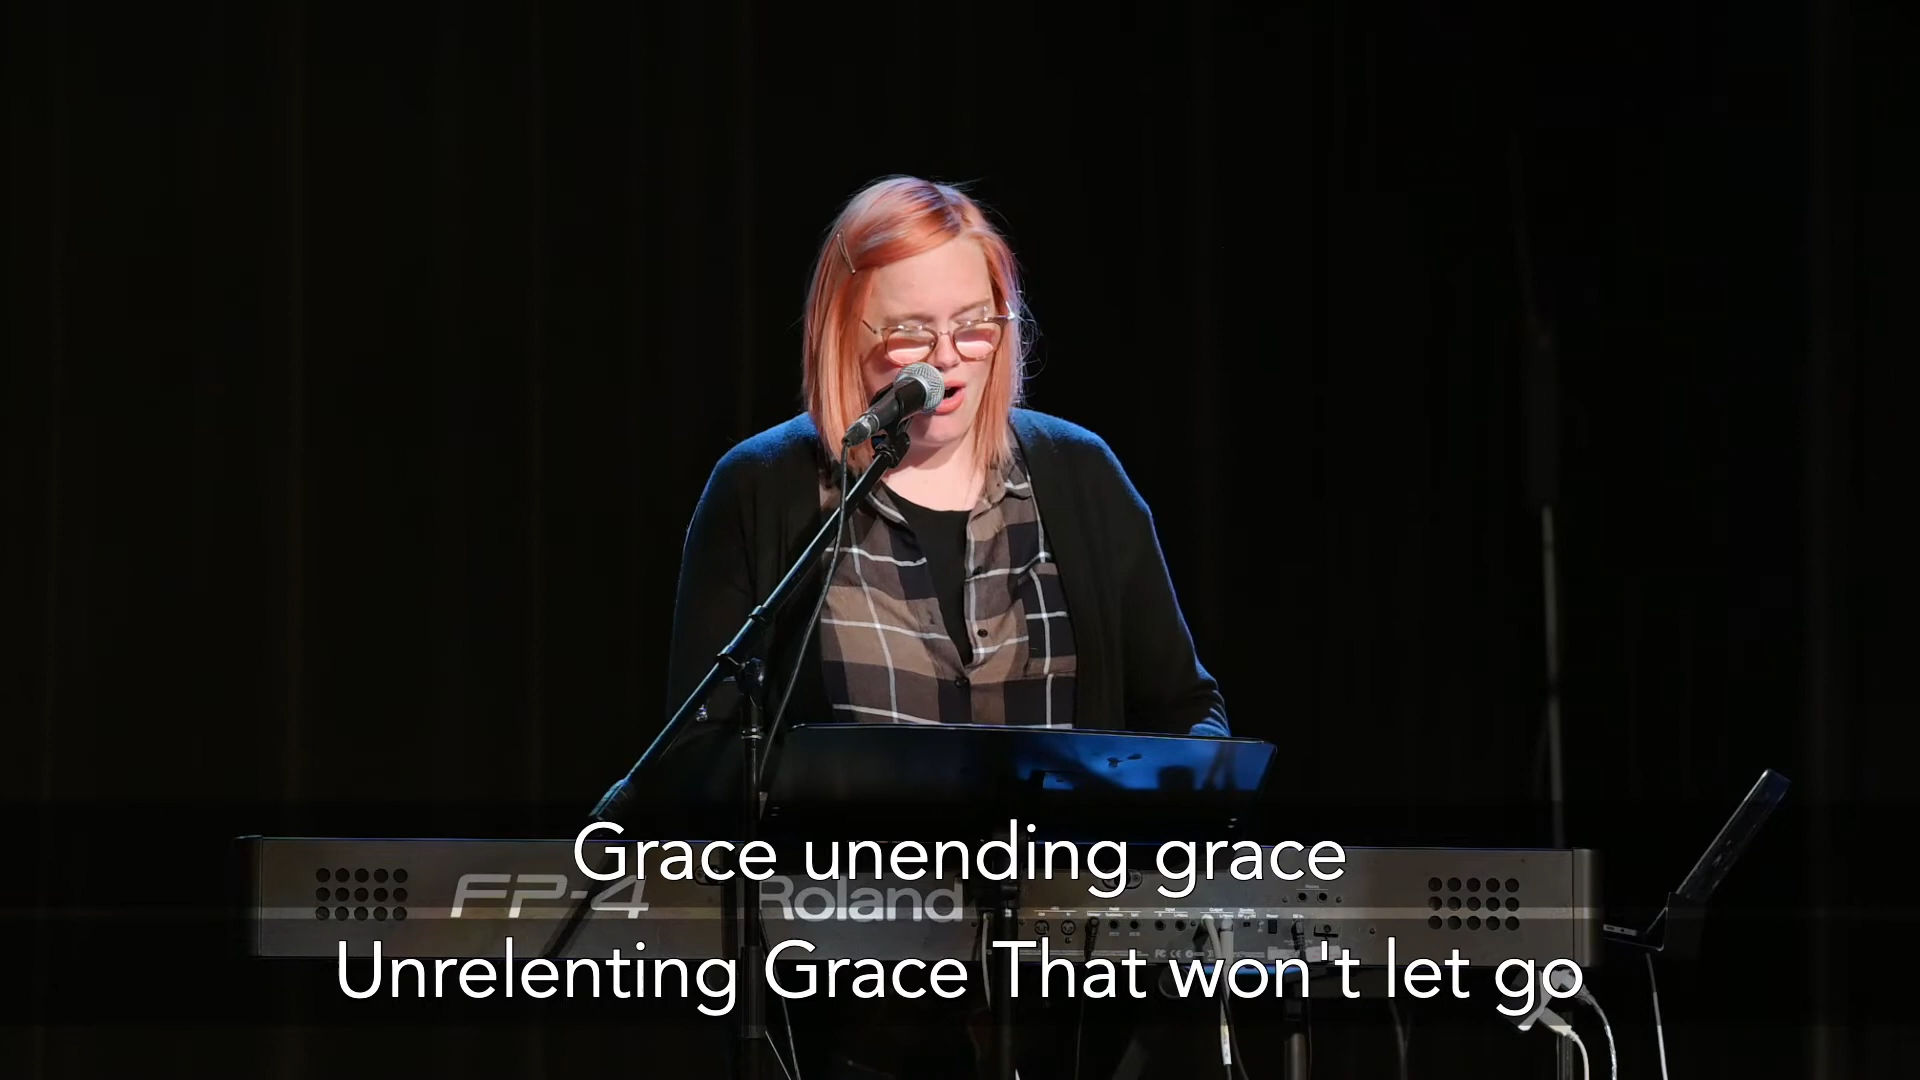 Grace unending grace
FP-4 Roland
Unrelenting Grace That won't let go